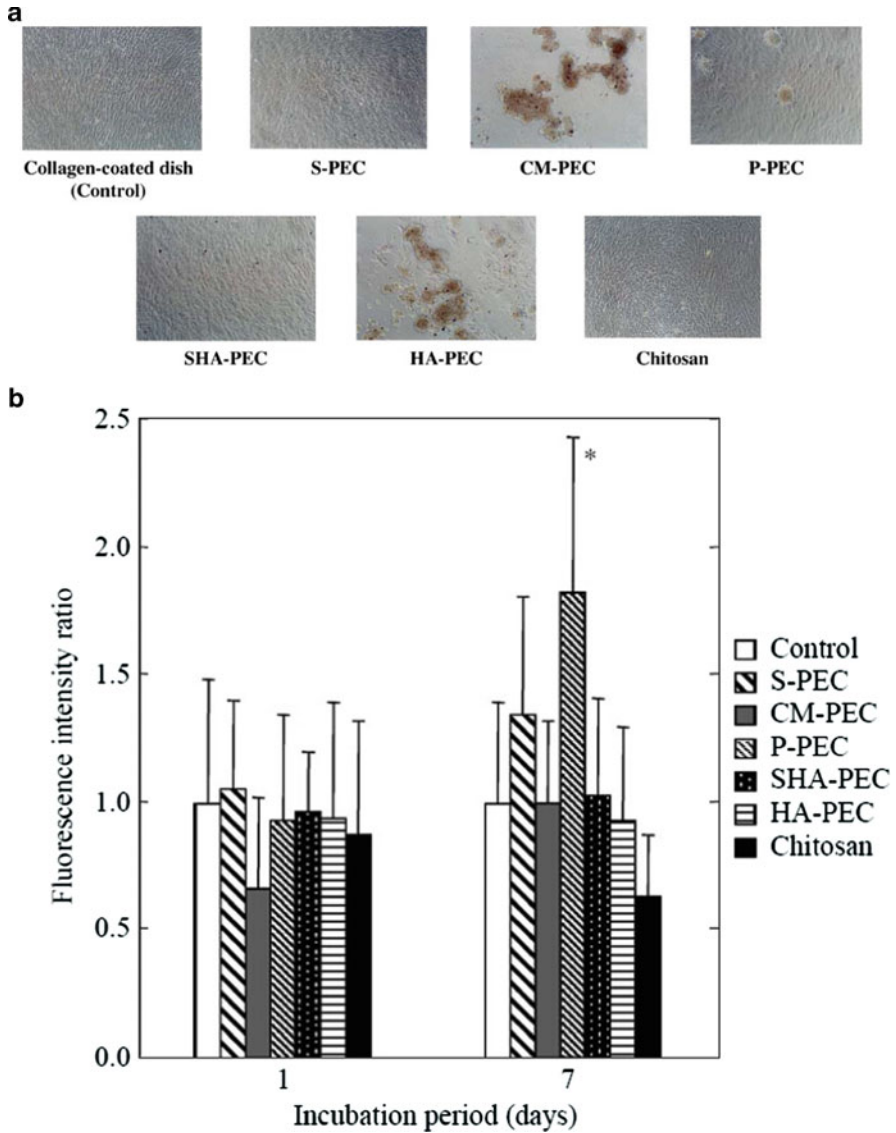 a
Collagen-coated dish
(Control)
S-PEC
CM-PEC
P-PEC
SHA-PEC
HA-PEC
Chitosan
b
2.5
2.0
1.5
1.0
0.5
0.0
Fluorescence intensity ratio
*
1
7
Incubation period (days)
Control
S-PEC
CM-PEC
P-PEC
SHA-PEC
HA-PEC
Chitosan